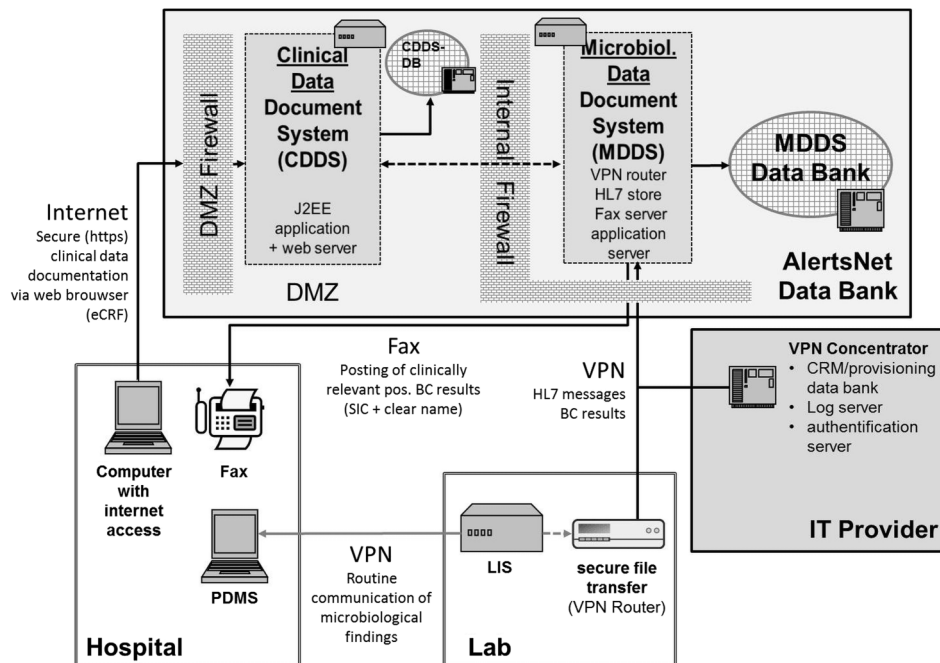 Clinical
Data
Document
System
(CDDS)
J2EE
application
+ web server
CDDS-
DB
Microbiol.
Data
Document
System
(MDDS)
VPN router
HL7 store
Fax server
application
server
MDDS
Data Bank
DMZ Firewall
Internal Firewall
DMZ
AlertsNet
Data Bank
Internet
Secure (https)
clinical data
documentation
via web brouwser
(eCRF)
Fax
Posting of clinically
relevant pos. BC results
(SIC + clear name)
VPN
HL7 messages
BC results
VPN Concentrator
• CRM/provisioning
data bank
• Log server
• authentification
server
IT Provider
Computer
with
internet
access
Fax
PDMS
Hospital
VPN
Routine
communication of
microbiological
findings
LIS
secure file
transfer
(VPN Router)
Lab